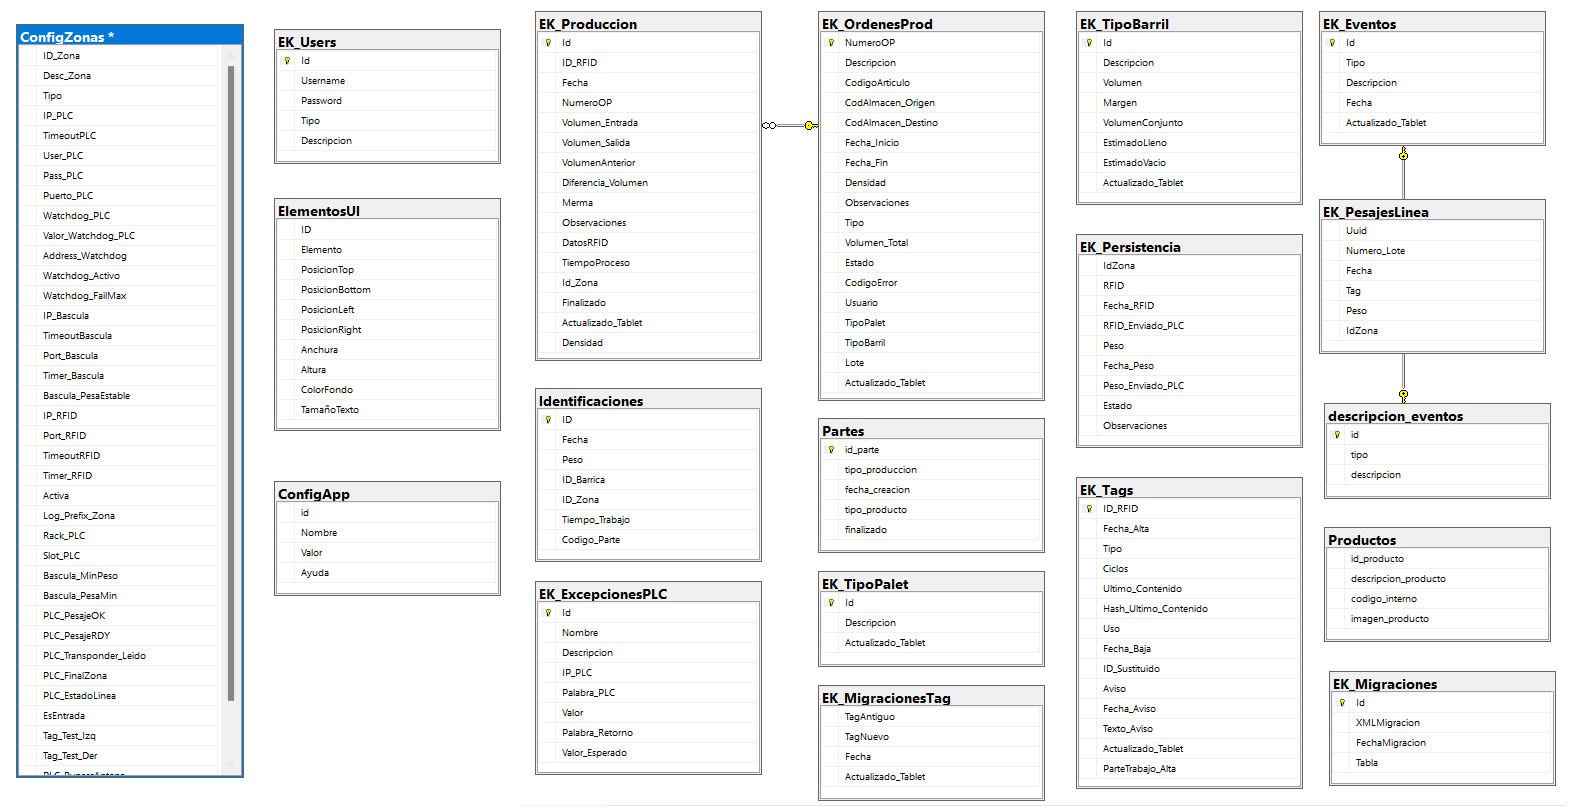 ConfigZonas *
ID_Zona
Desc_Zona
Tipo
IP_PLC
TimeoutPLC
User_PLC
Pass_PLC
Puerto_PLC
Watchdog_PLC
Valor_Watchdog_PLC
Address_Watchdog
Watchdog_Activo
Watchdog_FailMax
IP_Bascula
TimeoutBascula
Port_Bascula
Timer_Bascula
Bascula_PesaEstable
IP_RFID
Port_RFID
TimeoutRFID
Timer_RFID
Activa
Log_Prefix_Zona
Rack_PLC
Slot_PLC
Bascula_MinPeso
Bascula_PesaMin
PLC_PesajeOK
PLC_PesajeRDY
PLC_Transponder_Leido
PLC_FinalZona
PLC_EstadoLinea
EsEntrada
Tag_Test_Izq
Tag_Test_Der
EK_Users
Id
Username
Password
Tipo
Descripcion
ElementosUI
ID
Elemento
PosicionTop
PosicionBottom
PosicionLeft
PosicionRight
Anchura
Altura
ColorFondo
TamañoTexto
ConfigApp
id
Nombre
Valor
Ayuda
EK_Produccion
Id
ID_RFID
Fecha
NumeroOP
Volumen_Entrada
Volumen_Salida
VolumenAnterior
Diferencia_Volumen
Merma
Observaciones
DatosRFID
TiempoProceso
Id_Zona
Finalizado
Actualizado_Tablet
Densidad
Identificaciones
ID
Fecha
Peso
ID_Barrica
ID_Zona
Tiempo_Trabajo
Codigo_Parte
EK_ExcepcionesPLC
Id
Nombre
Descripcion
IP_PLC
Palabra_PLC
Valor
Palabra_Retorno
Valor_Esperado
EK_OrdenesProd
NumeroOP
Descripcion
CodigoArticulo
CodAlmacen_Origen
CodAlmacen_Destino
Fecha_Inicio
Fecha_Fin
Densidad
Observaciones
Tipo
Volumen_Total
Estado
CodigoError
Usuario
TipoPalet
TipoBarril
Lote
Actualizado_Tablet
Partes
id_parte
tipo_produccion
fecha_creacion
tipo_producto
finalizado
EK_TipoPalet
Id
Descripcion
Actualizado_Tablet
EK_MigracionesTag
TagAntiguo
TagNuevo
Fecha
Actualizado_Tablet
EK_TipoBarril
Id
Descripcion
Volumen
Margen
VolumenConjunto
EstimadoLleno
EstimadoVacio
Actualizado_Tablet
EK_Persistencia
IdZona
RFID
Fecha_RFID
RFID_Enviado_PLC
Peso
Fecha_Peso
Peso_Enviado_PLC
Estado
Observaciones
EK_Tags
ID_RFID
Fecha_Alta
Tipo
Ciclos
Ultimo_Contenido
Hash_Ultimo_Contenido
Uso
Fecha_Baja
ID_Sustituido
Aviso
Fecha_Aviso
Texto_Aviso
Actualizado_Tablet
ParteTrabajo_Alta
EK_Eventos
Id
Tipo
Descripcion
Fecha
Actualizado_Tablet
EK_PesajesLinea
Uuid
Numero_Lote
Fecha
Tag
Peso
IdZona
descripcion_eventos
id
tipo
descripcion
Productos
id_producto
descripcion_producto
codigo_interno
imagen_producto
EK_Migraciones
Id
XMLMigracion
FechaMigracion
Tabla